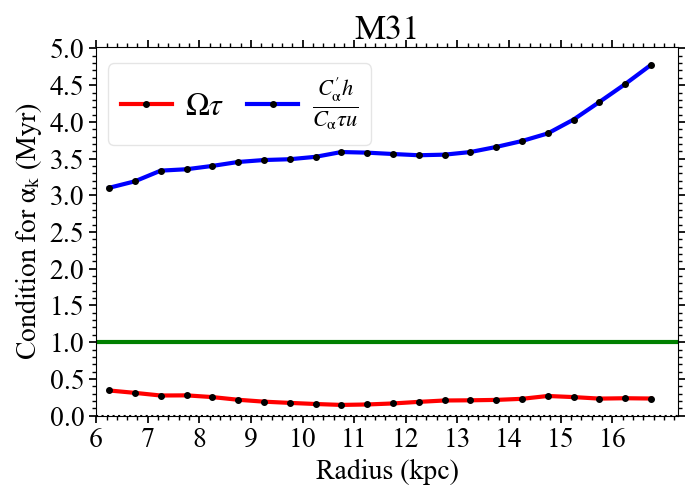 M31
Condition for αk (Myr)
5.0
4.5
4.0
3.5
3.0
2.5
2.0
1.5
1.0
0.5
0.0
Ωτ
C′αh
Cατu
6 7 8 9 10 11 12 13 14 15 16
Radius (kpc)